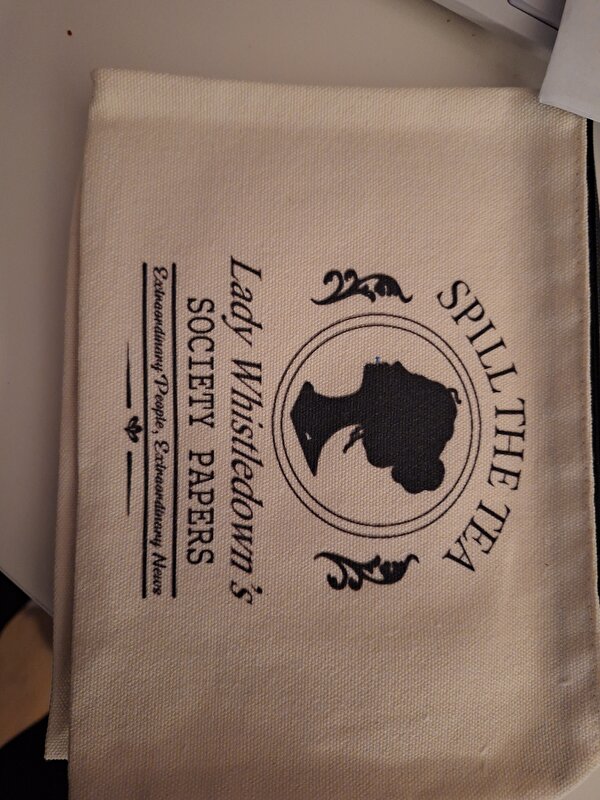 SPILL THE TEA
Lady Whistledown's
SOCIETY PAPERS
Extraordinary People, Extraordinary News